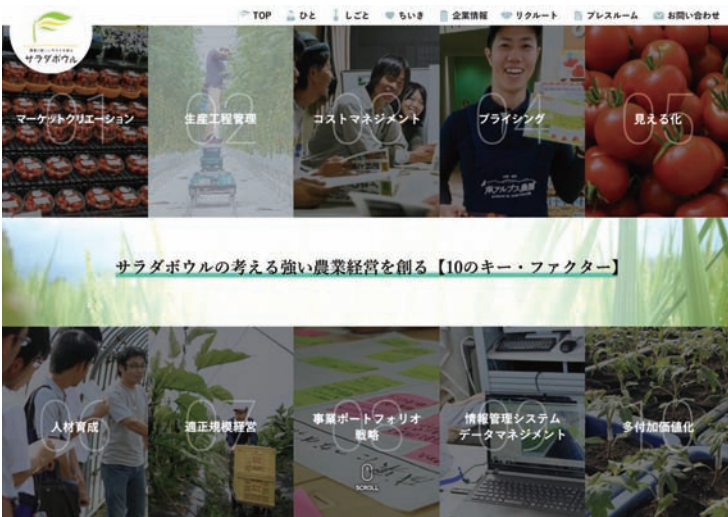 TOP
ひと
しごと
ちいき
企業情報
リクルート
プレスルーム
お問い合わせ
サラダボウル
01
マーケットクリエーション
02
生産工程管理
03
コストマネジメント
04
プライシング
05
見える化
サラダボウルの考える強い農業経営を創る【10のキー・ファクター】
06
人材育成
07
適正規模経営
08
事業ポートフォリオ
戦略
09
情報管理システム
データマネジメント
10
多付加価値化
SCROLL